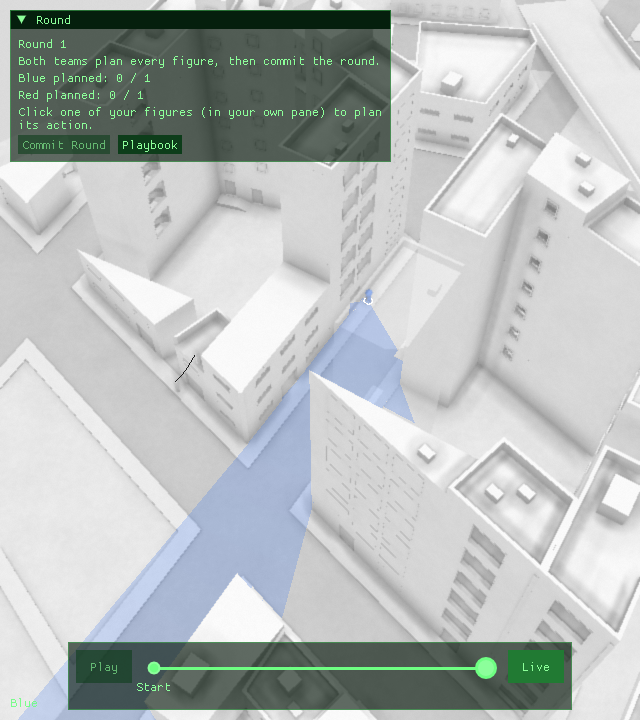 Round
Round 1
Both teams plan every figure, then commit the round.
Blue planned: 0 / 1
Red planned: 0 / 1
Click one of your figures (in your own pane) to plan
its action.
Commit Round
Playbook
Play
Live
Start
Blue